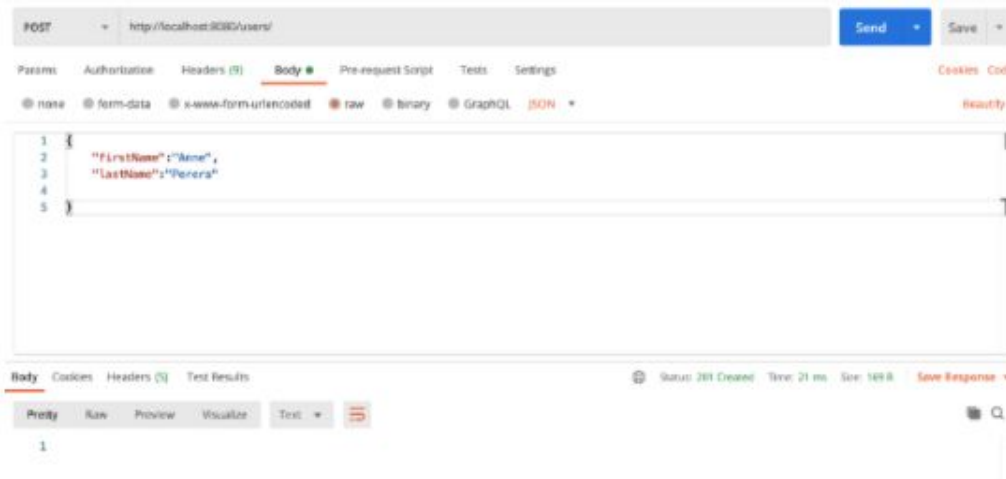 POST http://localhost:8080/users/ Send Save
Params Authorization Headers (9) Body Pre-request Script Tests Settings Cookies Cod
none form-data x-www-form-urlencoded raw binary GraphQL JSON Beautify
1 {
2 "firstName":"Anne",
3 "lastName":"Perera"
4
5 }
Body Cookies Headers (5) Test Results Status: 201 Created Time: 21 ms Size: 169 B Save Response
Pretty Raw Preview Visualize Text
1